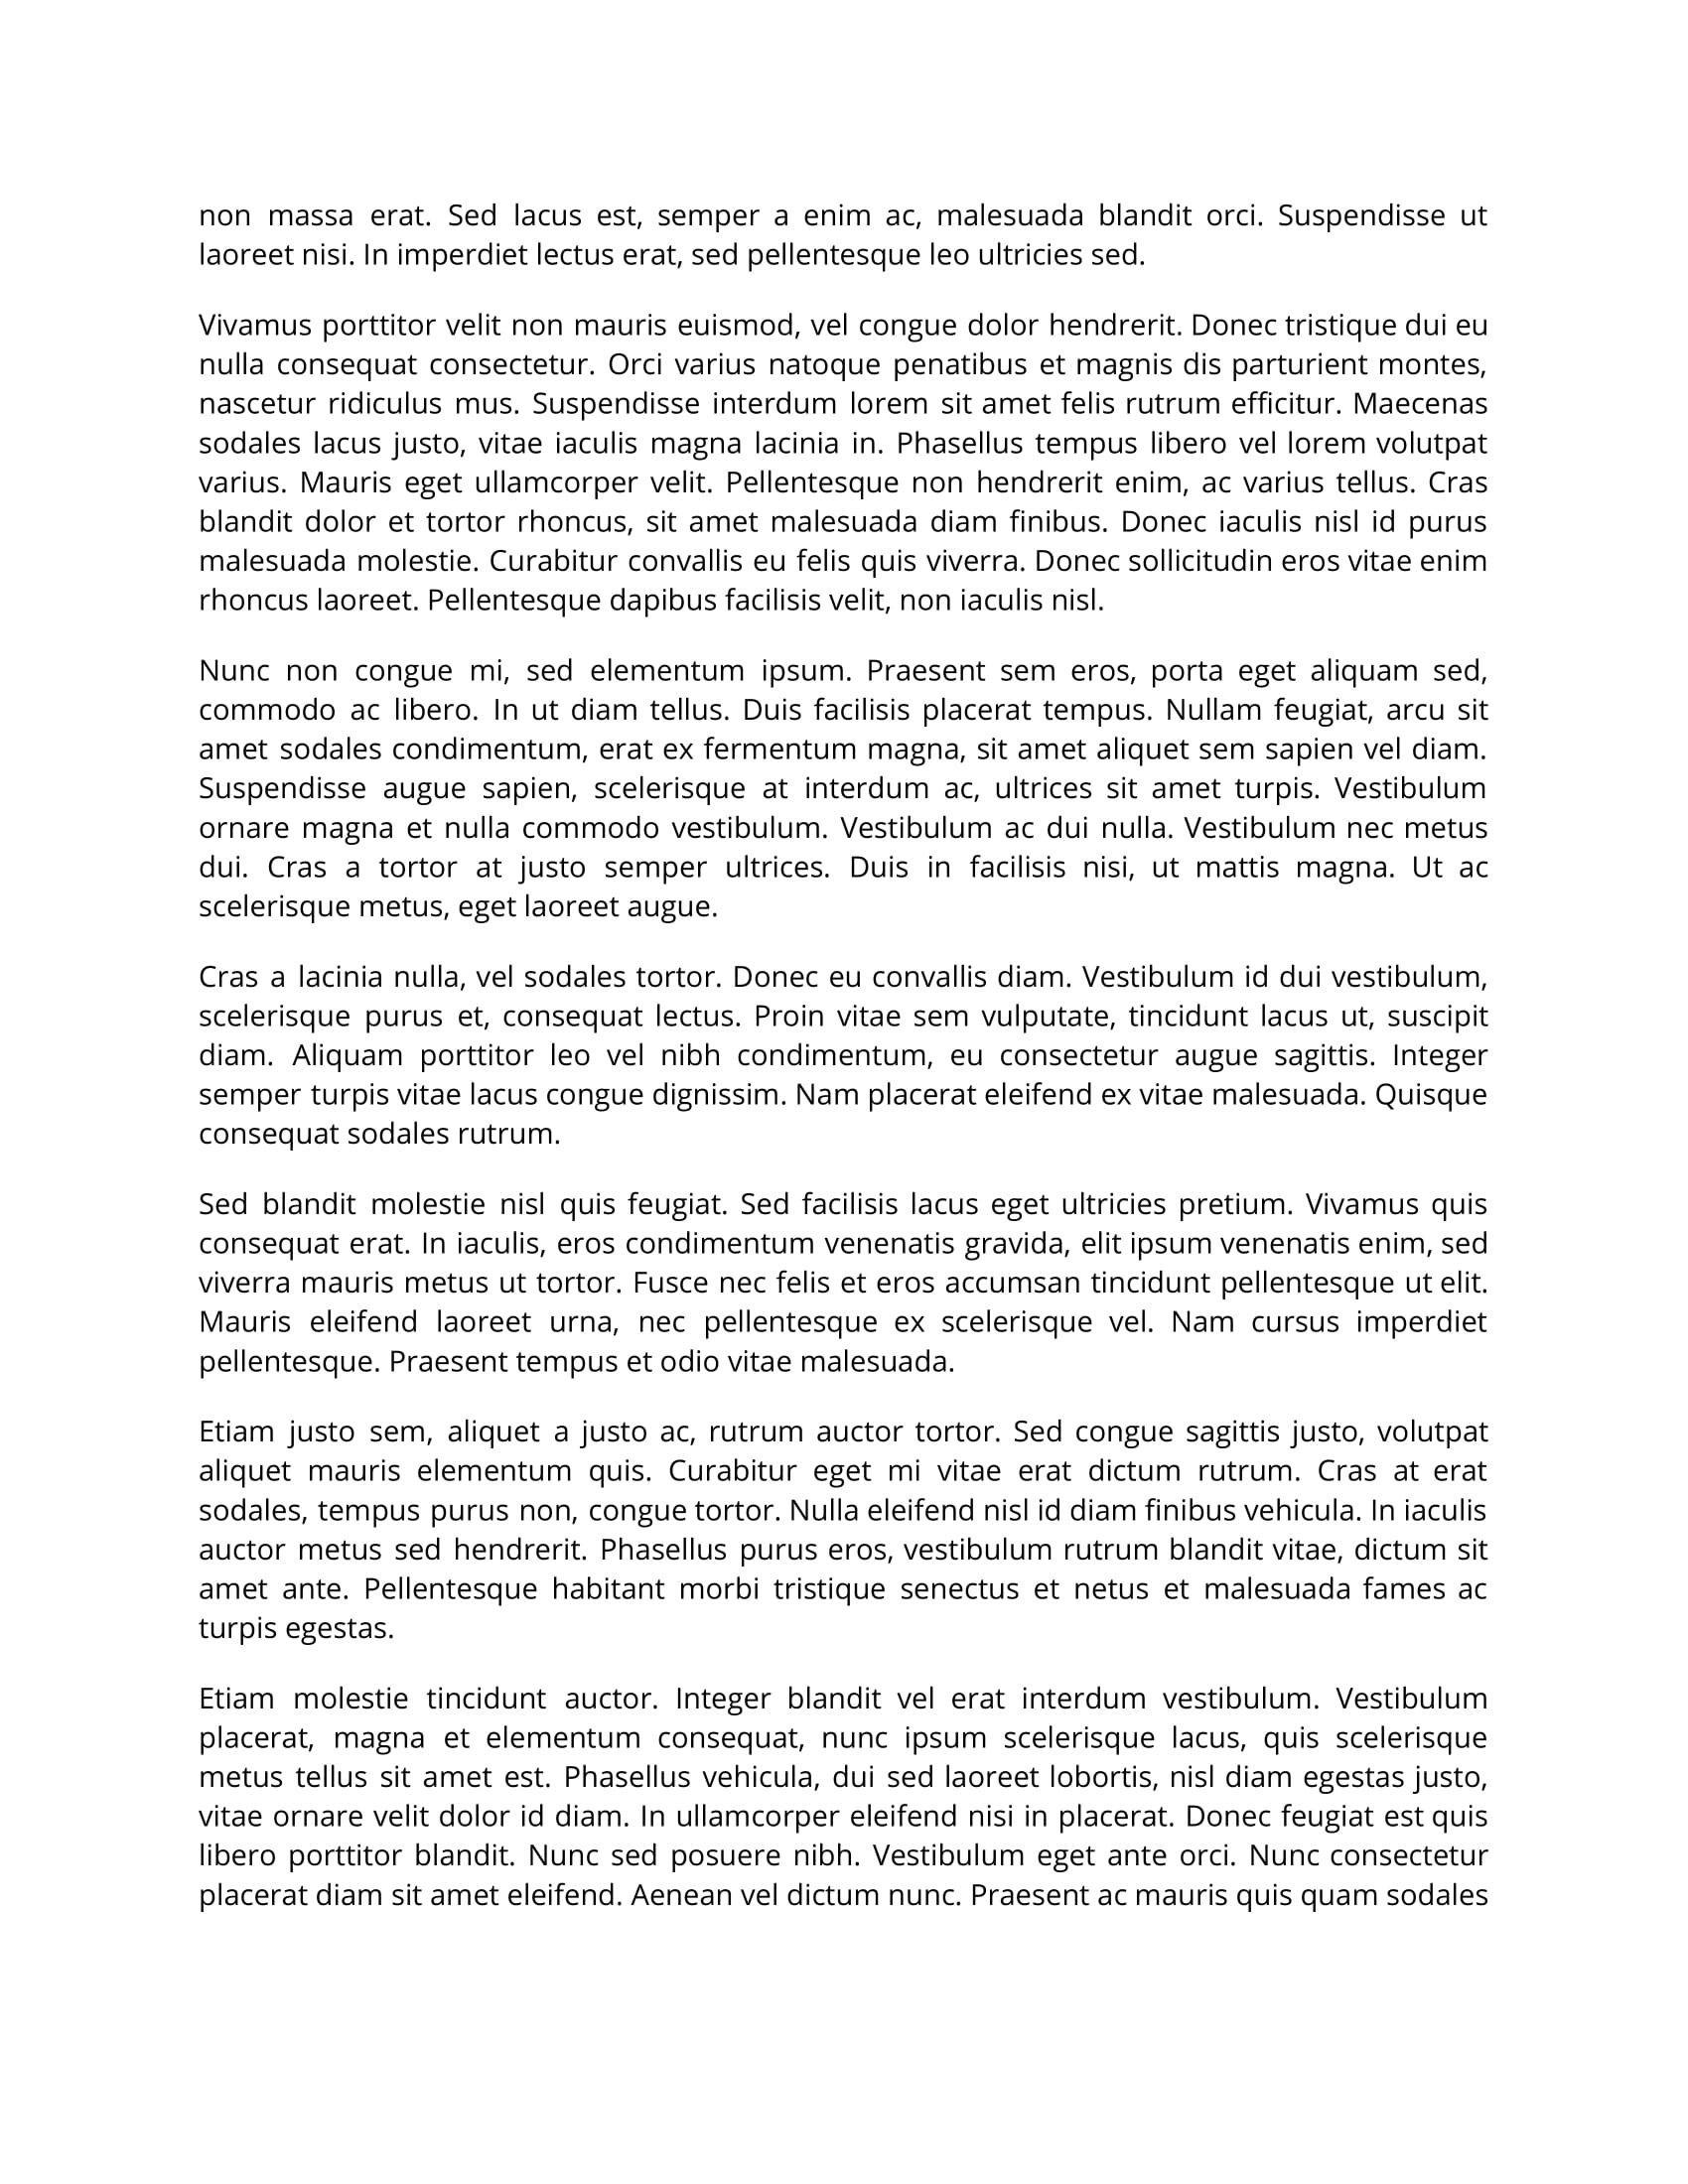 non massa erat. Sed lacus est, semper a enim ac, malesuada blandit orci. Suspendisse ut
laoreet nisi. In imperdiet lectus erat, sed pellentesque leo ultricies sed.
Vivamus porttitor velit non mauris euismod, vel congue dolor hendrerit. Donec tristique dui eu
nulla consequat consectetur. Orci varius natoque penatibus et magnis dis parturient montes,
nascetur ridiculus mus. Suspendisse interdum lorem sit amet felis rutrum efficitur. Maecenas
sodales lacus justo, vitae iaculis magna lacinia in. Phasellus tempus libero vel lorem volutpat
varius. Mauris eget ullamcorper velit. Pellentesque non hendrerit enim, ac varius tellus. Cras
blandit dolor et tortor rhoncus, sit amet malesuada diam finibus. Donec iaculis nisl id purus
malesuada molestie. Curabitur convallis eu felis quis viverra. Donec sollicitudin eros vitae enim
rhoncus laoreet. Pellentesque dapibus facilisis velit, non iaculis nisl.
Nunc non congue mi, sed elementum ipsum. Praesent sem eros, porta eget aliquam sed,
commodo ac libero. In ut diam tellus. Duis facilisis placerat tempus. Nullam feugiat, arcu sit
amet sodales condimentum, erat ex fermentum magna, sit amet aliquet sem sapien vel diam.
Suspendisse augue sapien, scelerisque at interdum ac, ultrices sit amet turpis. Vestibulum
ornare magna et nulla commodo vestibulum. Vestibulum ac dui nulla. Vestibulum nec metus
dui. Cras a tortor at justo semper ultrices. Duis in facilisis nisi, ut mattis magna. Ut ac
scelerisque metus, eget laoreet augue.
Cras a lacinia nulla, vel sodales tortor. Donec eu convallis diam. Vestibulum id dui vestibulum,
scelerisque purus et, consequat lectus. Proin vitae sem vulputate, tincidunt lacus ut, suscipit
diam. Aliquam porttitor leo vel nibh condimentum, eu consectetur augue sagittis. Integer
semper turpis vitae lacus congue dignissim. Nam placerat eleifend ex vitae malesuada. Quisque
consequat sodales rutrum.
Sed blandit molestie nisl quis feugiat. Sed facilisis lacus eget ultricies pretium. Vivamus quis
consequat erat. In iaculis, eros condimentum venenatis gravida, elit ipsum venenatis enim, sed
viverra mauris metus ut tortor. Fusce nec felis et eros accumsan tincidunt pellentesque ut elit.
Mauris eleifend laoreet urna, nec pellentesque ex scelerisque vel. Nam cursus imperdiet
pellentesque. Praesent tempus et odio vitae malesuada.
Etiam justo sem, aliquet a justo ac, rutrum auctor tortor. Sed congue sagittis justo, volutpat
aliquet mauris elementum quis. Curabitur eget mi vitae erat dictum rutrum. Cras at erat
sodales, tempus purus non, congue tortor. Nulla eleifend nisl id diam finibus vehicula. In iaculis
auctor metus sed hendrerit. Phasellus purus eros, vestibulum rutrum blandit vitae, dictum sit
amet ante. Pellentesque habitant morbi tristique senectus et netus et malesuada fames ac
turpis egestas.
Etiam molestie tincidunt auctor. Integer blandit vel erat interdum vestibulum. Vestibulum
placerat, magna et elementum consequat, nunc ipsum scelerisque lacus, quis scelerisque
metus tellus sit amet est. Phasellus vehicula, dui sed laoreet lobortis, nisl diam egestas justo,
vitae ornare velit dolor id diam. In ullamcorper eleifend nisi in placerat. Donec feugiat est quis
libero porttitor blandit. Nunc sed posuere nibh. Vestibulum eget ante orci. Nunc consectetur
placerat diam sit amet eleifend. Aenean vel dictum nunc. Praesent ac mauris quis quam sodales